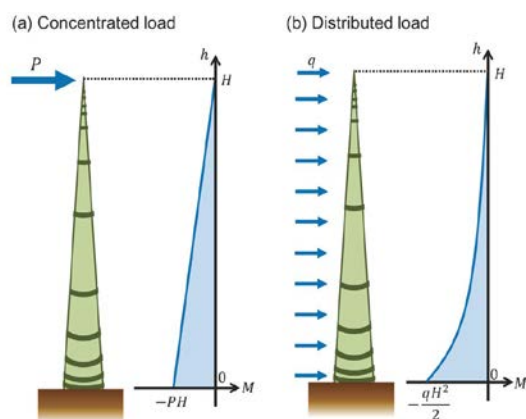 (a) Concentrated load
P
h
H
0
M
−PH
(b) Distributed load
q
h
H
0
M
−qH²/2